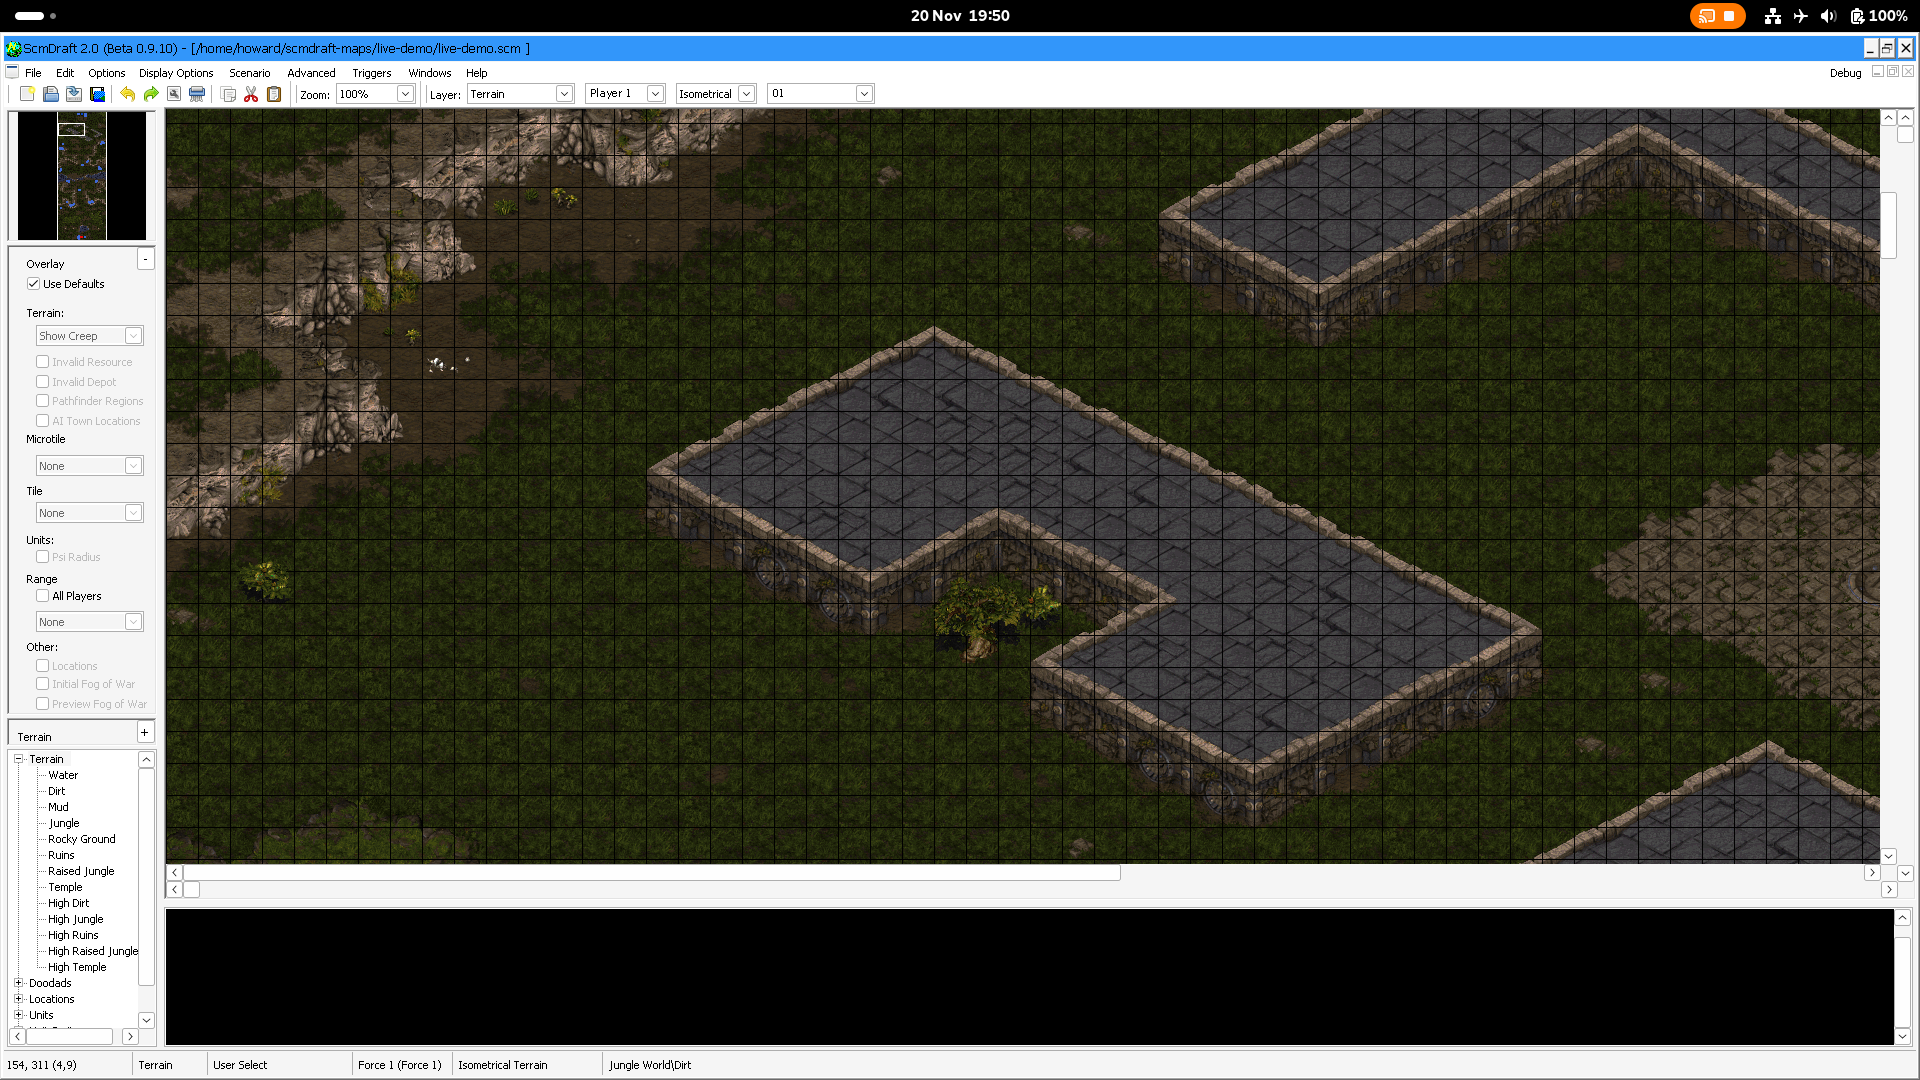 20 Nov 19:50
100%
ScmDraft 2.0 (Beta 0.9.10) - [/home/howard/scmdraft-maps/live-demo/live-demo.scm ]
File Edit Options Display Options Scenario Advanced Triggers Windows Help Debug
Zoom: 100% Layer: Terrain Player 1 Isometrical 01
Overlay
-
Use Defaults
Terrain:
Show Creep
Invalid Resource
Invalid Depot
Pathfinder Regions
AI Town Locations
Microtile
None
Tile
None
Units:
Psi Radius
Range
All Players
None
Other:
Locations
Initial Fog of War
Preview Fog of War
Terrain
+
Terrain
Water
Dirt
Mud
Jungle
Rocky Ground
Ruins
Raised Jungle
Temple
High Dirt
High Jungle
High Ruins
High Raised Jungle
High Temple
Doodads
Locations
Units
154, 311 (4,9) Terrain User Select Force 1 (Force 1) Isometrical Terrain Jungle World\Dirt